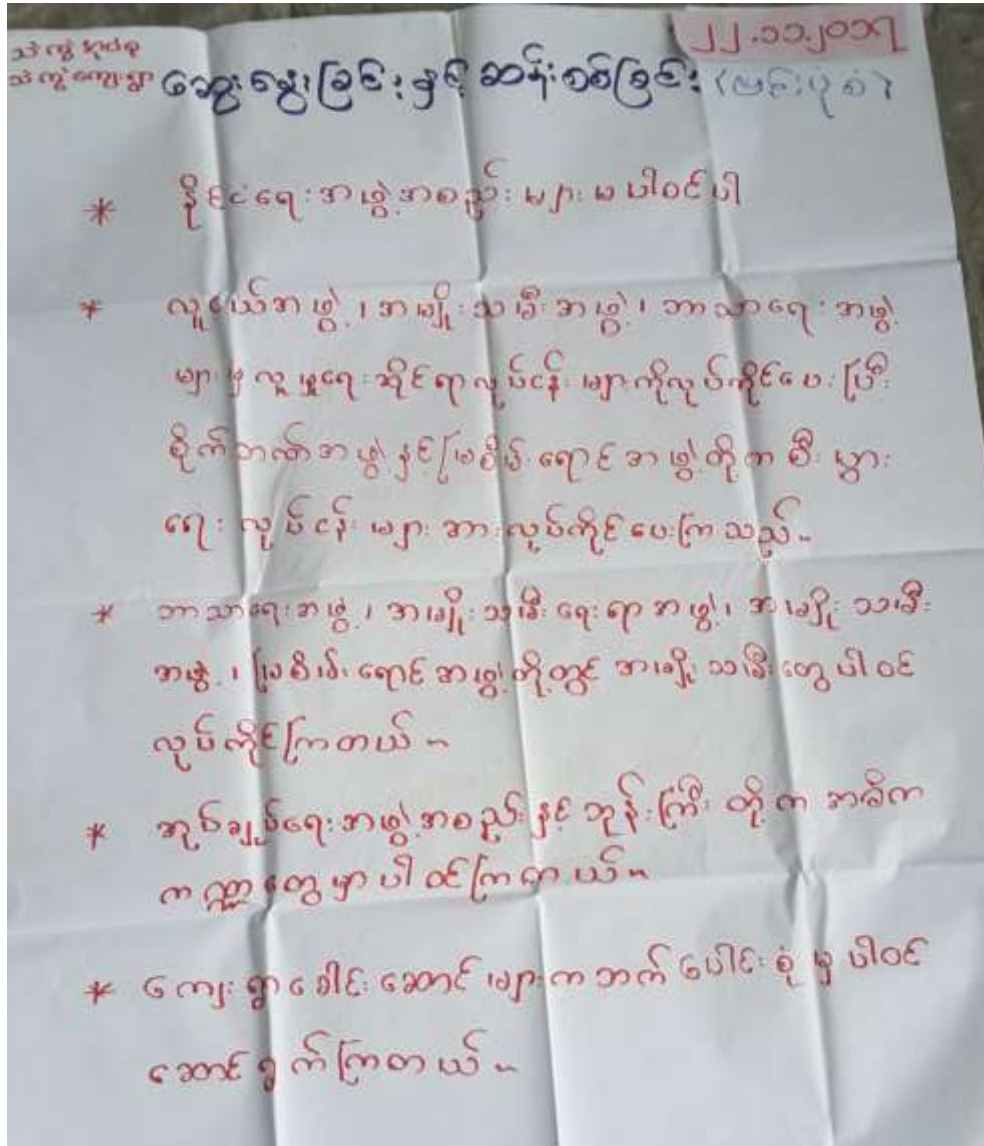 ၂၂.၁၁.၂၀၁၇
သဲကွဲအုပ်စု
သဲကွဲကျေးရွာ
ဆွေးနွေးခြင်းနှင့်ဆန်းစစ်ခြင်း (ဗြန်းပုံစံ)
* နိုင်ငံရေးအဖွဲ့အစည်းများမပါဝင်ပါ
* လူငယ်အဖွဲ့၊ အမျိုးသမီးအဖွဲ့၊ ဘာသာရေးအဖွဲ့
များမှလူမှုရေးဆိုင်ရာလုပ်ငန်းများကိုလုပ်ကိုင်ပေးပြီး
စိုက်ဘဏ်အဖွဲ့နှင့်မြစိမ်းရောင်အဖွဲ့တို့ကစီးပွား
ရေးလုပ်ငန်းများအားလုပ်ကိုင်ပေးကြသည်။
* ဘာသာရေးအဖွဲ့၊ အမျိုးသမီးရေးရာအဖွဲ့၊ အမျိုးသမီး
အဖွဲ့၊ မြစိမ်းရောင်အဖွဲ့တို့တွင် အမျိုးသမီးတွေပါဝင်
လုပ်ကိုင်ကြတယ်။
* အုပ်ချုပ်ရေးအဖွဲ့အစည်းနှင့်ဘုန်းကြီးတို့ကအဓိက
ကဏ္ဍတွေမှာပါဝင်ကြတယ်။
* ကျေးရွာခေါင်းဆောင်များကဘက်ပေါင်းစုံမှပါဝင်
ဆောင်ရွက်ကြတယ်။